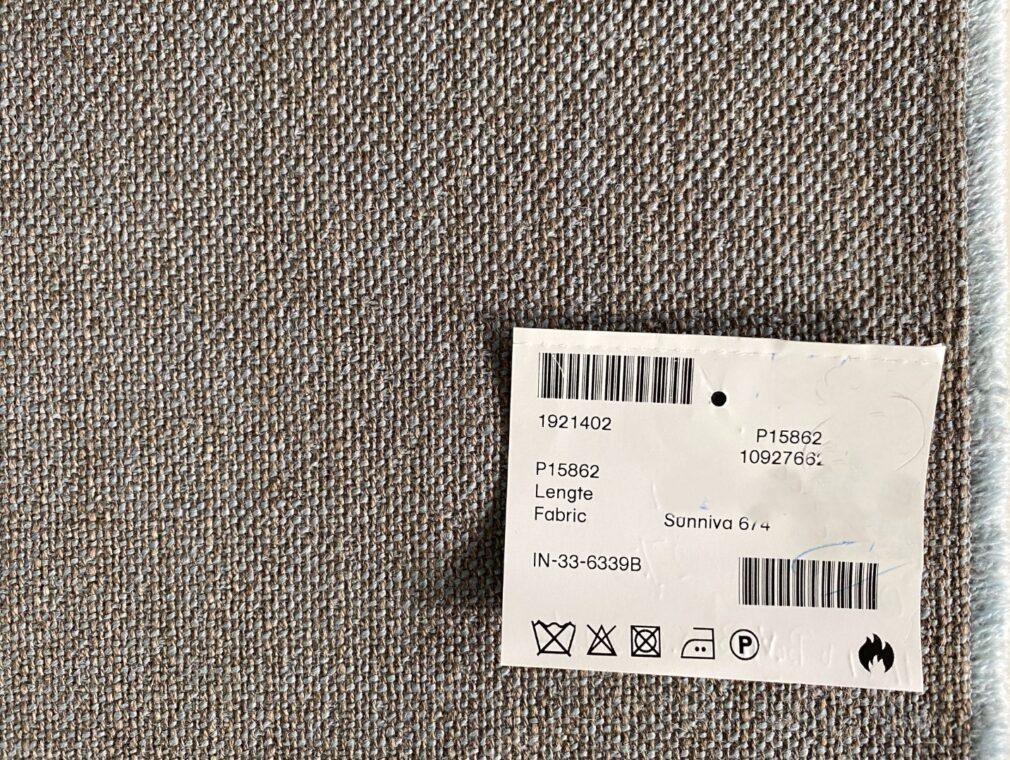 1921402
P15862
10927662
P15862
Lengte
Fabric Sunniva 674
IN-33-6339B
P